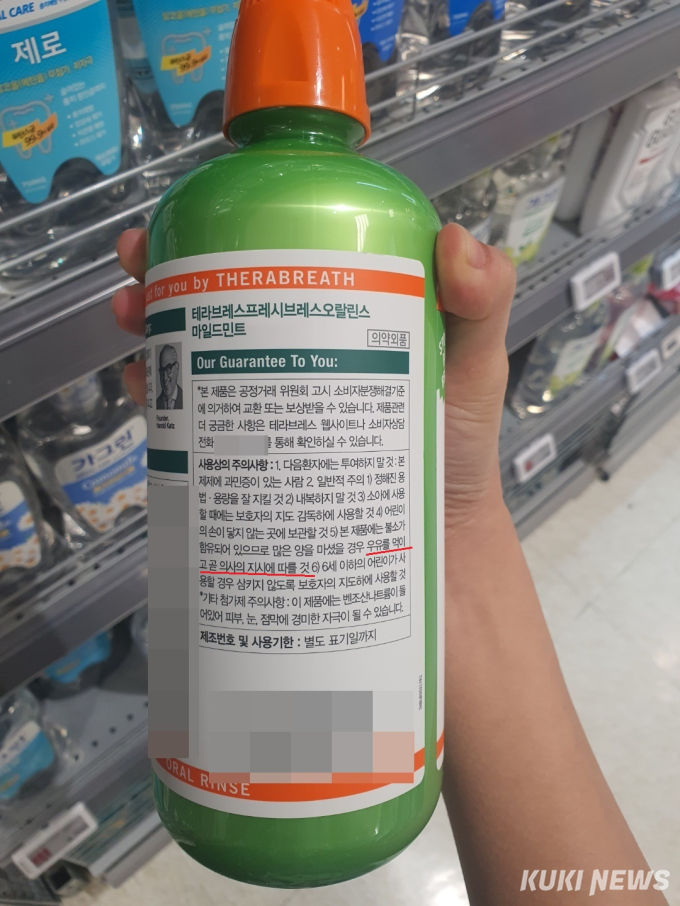 CARE
제로
750ml
가그린
just for you by THERABREATH
테라브레스프레시브레스오랄린스
마일드민트
의약외품
Our Guarantee To You:
Founder,
Harold Katz
*본 제품은 공정거래 위원회 고시 소비자분쟁해결기준
에 의거하여 교환 또는 보상받을 수 있습니다. 제품관련
더 궁금한 사항은 테라브레스 웹사이트나 소비자상담
전화 를 통해 확인하실 수 있습니다.
사용상의 주의사항 : 1. 다음환자에는 투여하지 말 것 : 본
제제에 과민증이 있는 사람 2. 일반적 주의 1) 정해진 용
법·용량을 잘 지킬 것 2) 내복하지 말 것 3) 소아에 사용
할 때에는 보호자의 지도 감독하에 사용할 것 4) 어린이
의 손이 닿지 않는 곳에 보관할 것 5) 본 제품에는 불소가
함유되어 있으므로 많은 양을 마셨을 경우 우유를 먹이
고 곧 의사의 지시에 따를 것 6) 6세 이하의 어린이가 사
용할 경우 삼키지 않도록 보호자의 지도하에 사용할 것
*기타 첨가제 주의사항 : 이 제품에는 벤조산나트륨이 들
어있어 피부, 눈, 점막에 경미한 자극이 될 수 있습니다.
제조번호 및 사용기한 : 별도 표기일까지
ORAL RINSE
KUKI NEWS